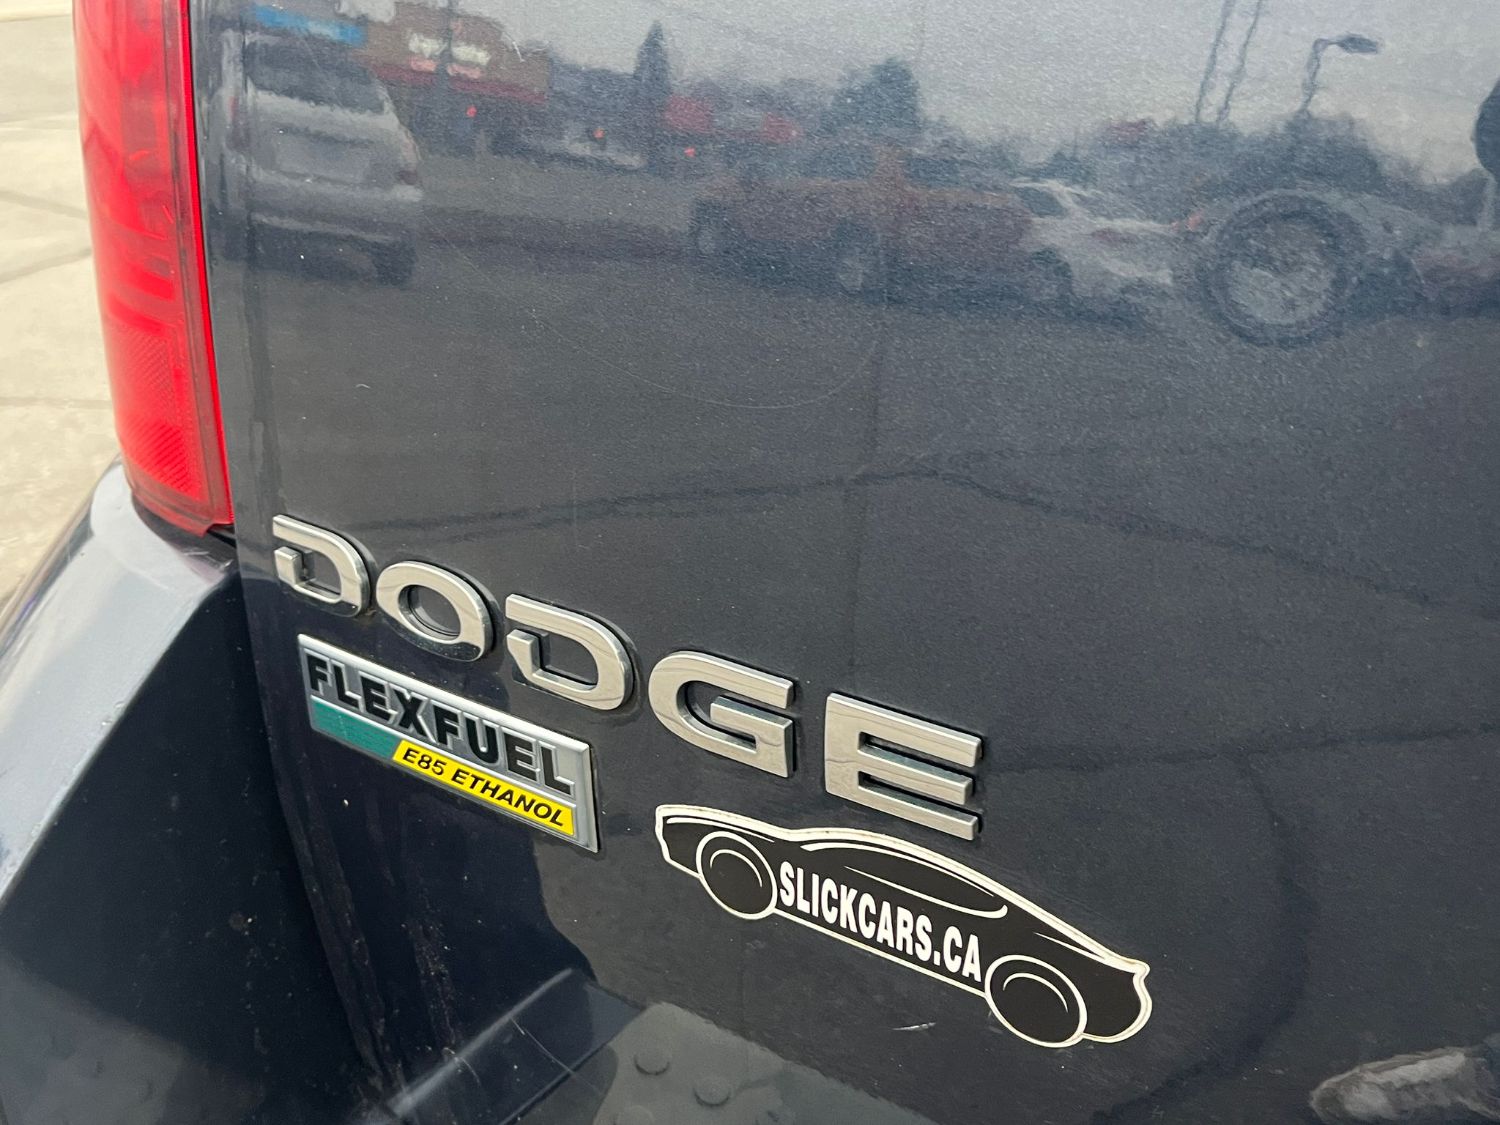 DODGE
FLEXFUEL
E85 ETHANOL
SLICKCARS.CA